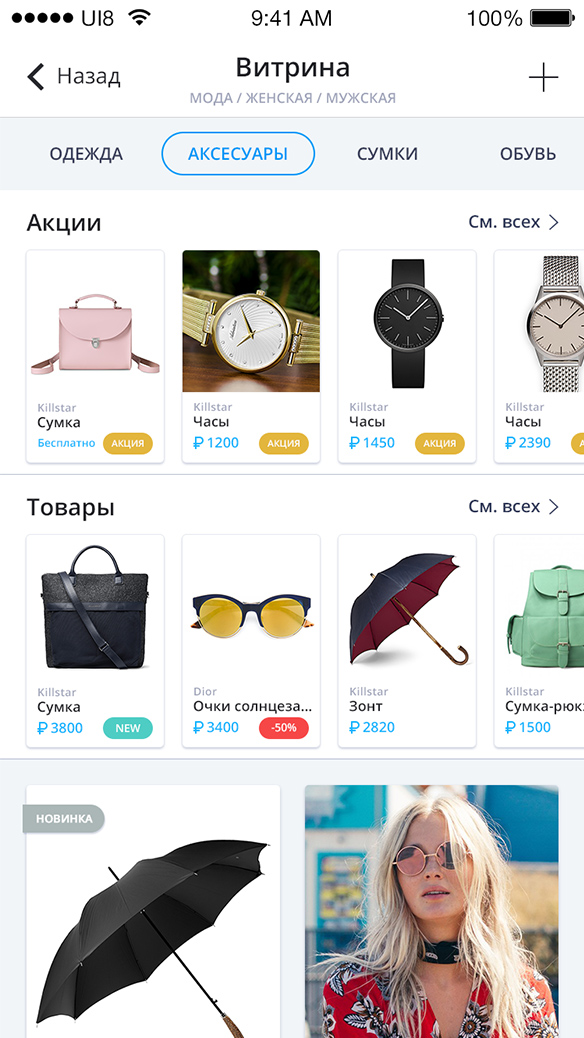 UI8 9:41 AM 100%
Назад Витрина
МОДА / ЖЕНСКАЯ / МУЖСКАЯ
ОДЕЖДА АКСЕСУАРЫ СУМКИ ОБУВЬ
Акции См. всех
Killstar Killstar Killstar Killstar
Сумка Часы Часы Часы
Бесплатно АКЦИЯ ₽ 1200 АКЦИЯ ₽ 1450 АКЦИЯ ₽ 2390 А
Товары См. всех
Killstar Dior Killstar Killstar
Сумка Очки солнцеза... Зонт Сумка-рюк
₽ 3800 NEW ₽ 3400 -50% ₽ 2820 ₽ 1500
НОВИНКА